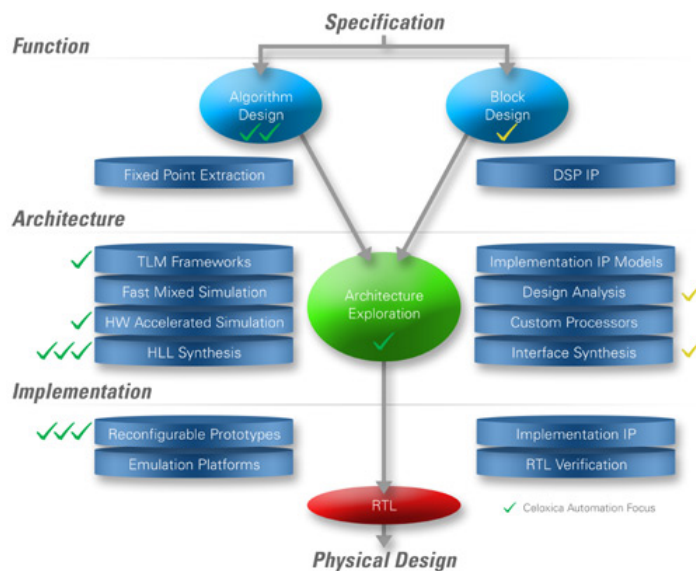 Specification
Function
Algorithm
Design
Block
Design
Fixed Point Extraction
DSP IP
Architecture
TLM Frameworks
Implementation IP Models
Fast Mixed Simulation
Design Analysis
Architecture
Exploration
HW Accelerated Simulation
Custom Processors
HLL Synthesis
Interface Synthesis
Implementation
Reconfigurable Prototypes
Implementation IP
Emulation Platforms
RTL Verification
RTL
Celoxica Automation Focus
Physical Design